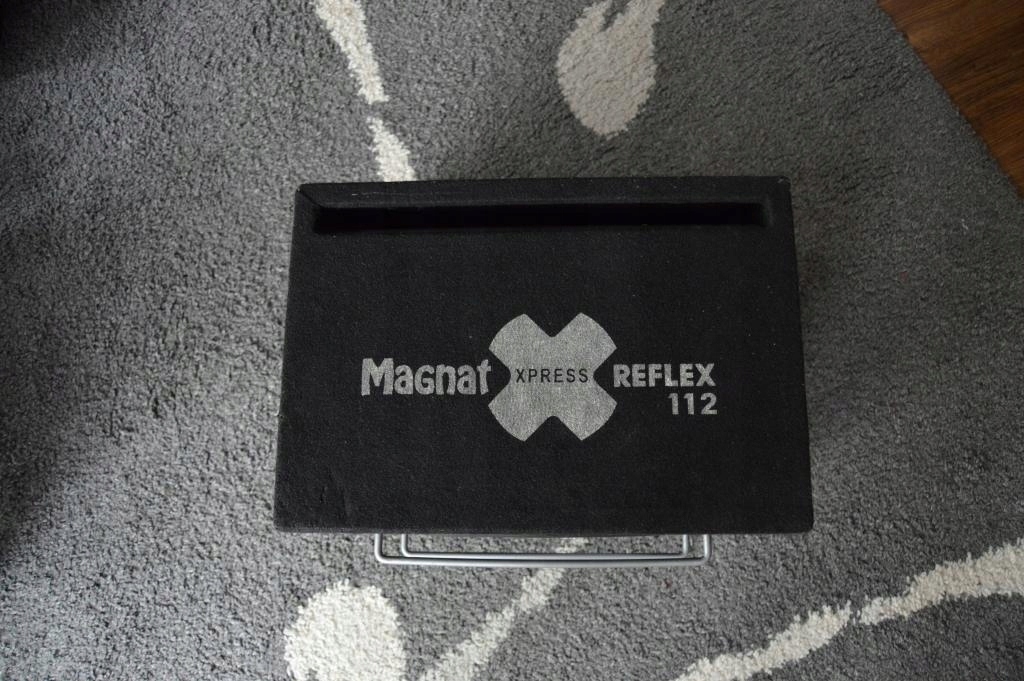 Magnat XPRESS REFLEX
112